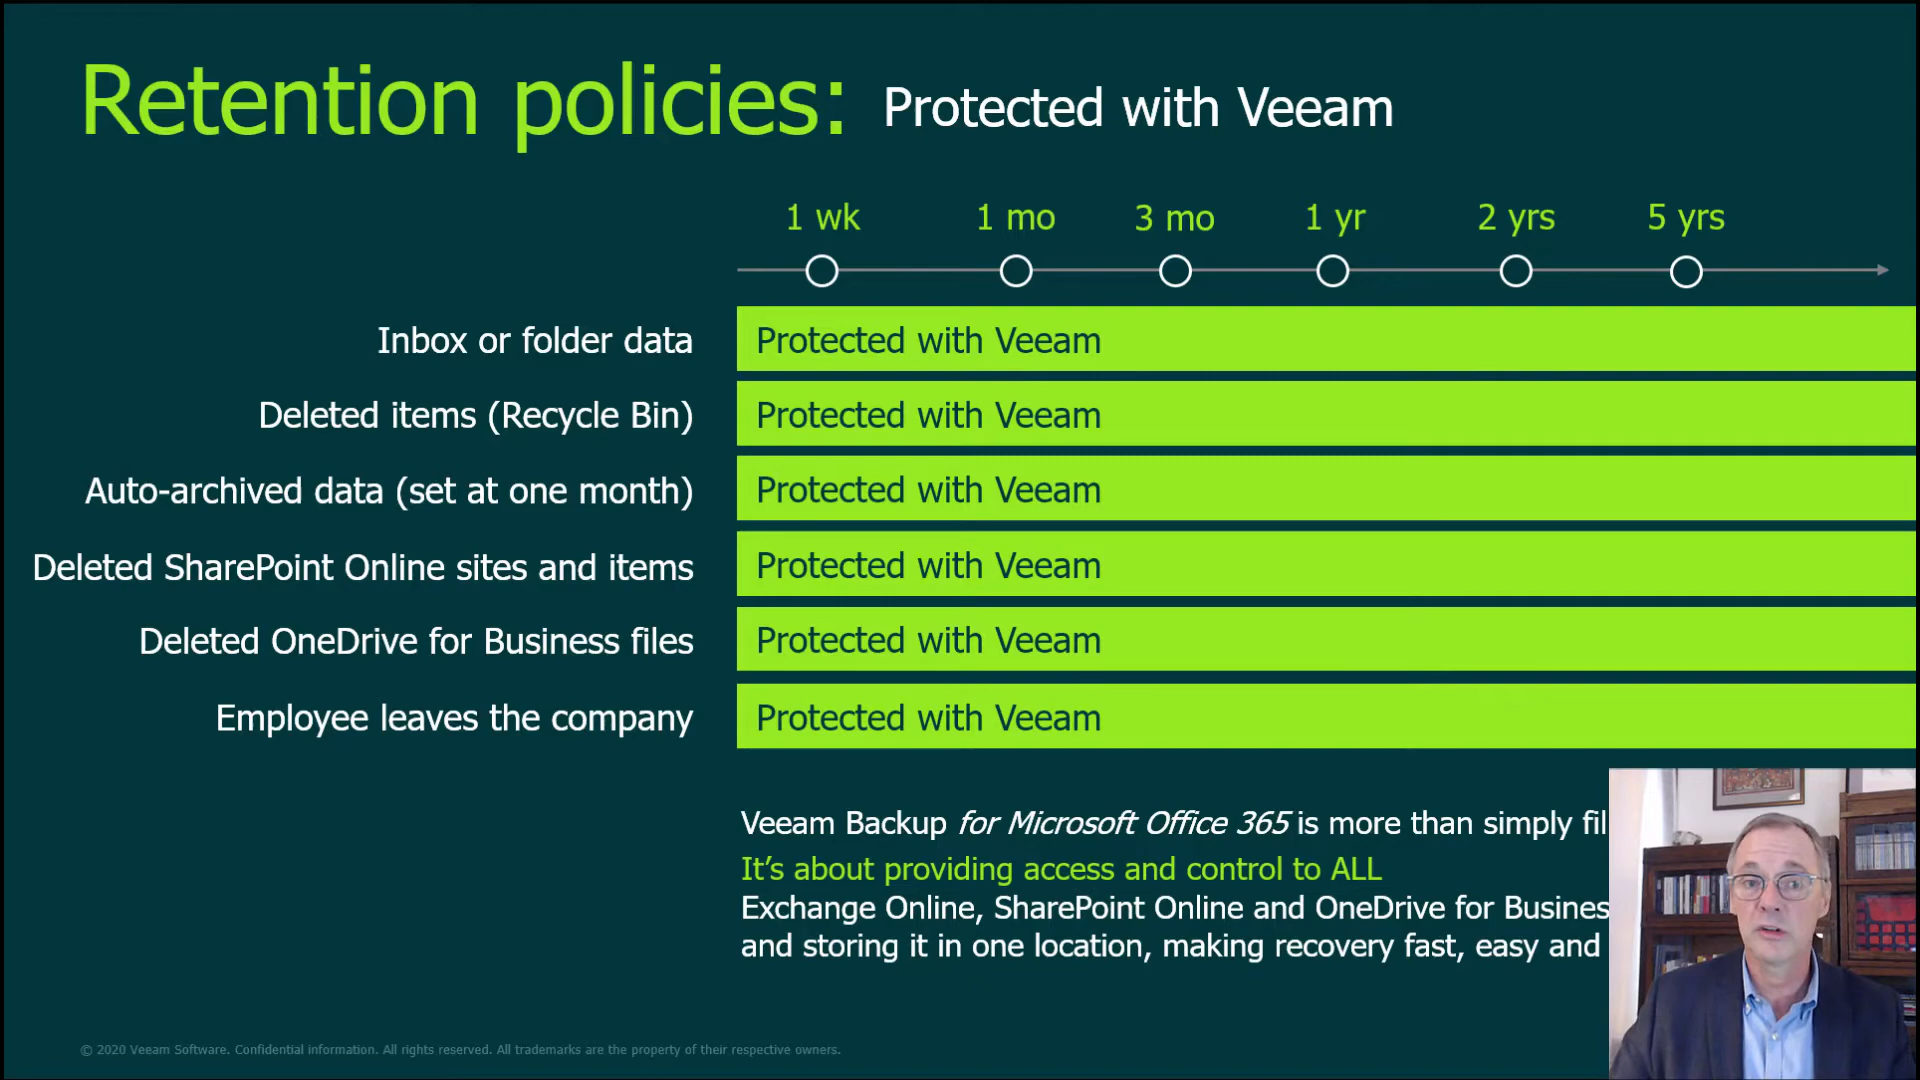 Retention policies: Protected with Veeam
1 wk 1 mo 3 mo 1 yr 2 yrs 5 yrs
Inbox or folder data Protected with Veeam
Deleted items (Recycle Bin) Protected with Veeam
Auto-archived data (set at one month) Protected with Veeam
Deleted SharePoint Online sites and items Protected with Veeam
Deleted OneDrive for Business files Protected with Veeam
Employee leaves the company Protected with Veeam
Veeam Backup for Microsoft Office 365 is more than simply
It’s about providing access and control to ALL
Exchange Online, SharePoint Online and OneDrive for
and storing it in one location, making recovery fast, easy and
© 2020 Veeam Software. Confidential information. All rights reserved. All trademarks are the property of their respective owners.